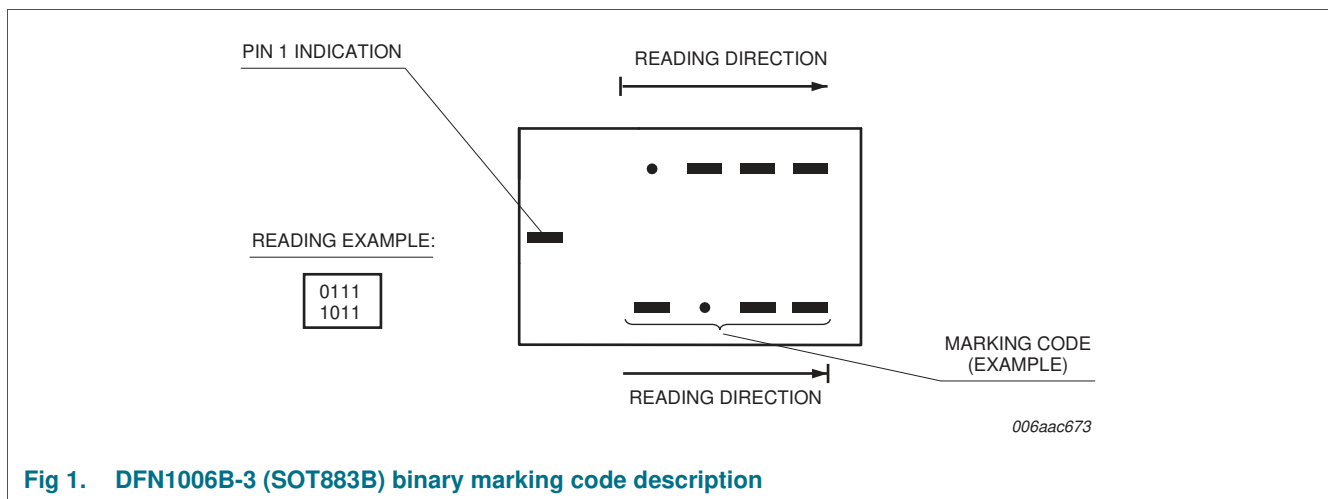 PIN 1 INDICATION
READING DIRECTION
READING EXAMPLE:
0111
1011
MARKING CODE
(EXAMPLE)
READING DIRECTION
006aac673
Fig 1. DFN1006B-3 (SOT883B) binary marking code description